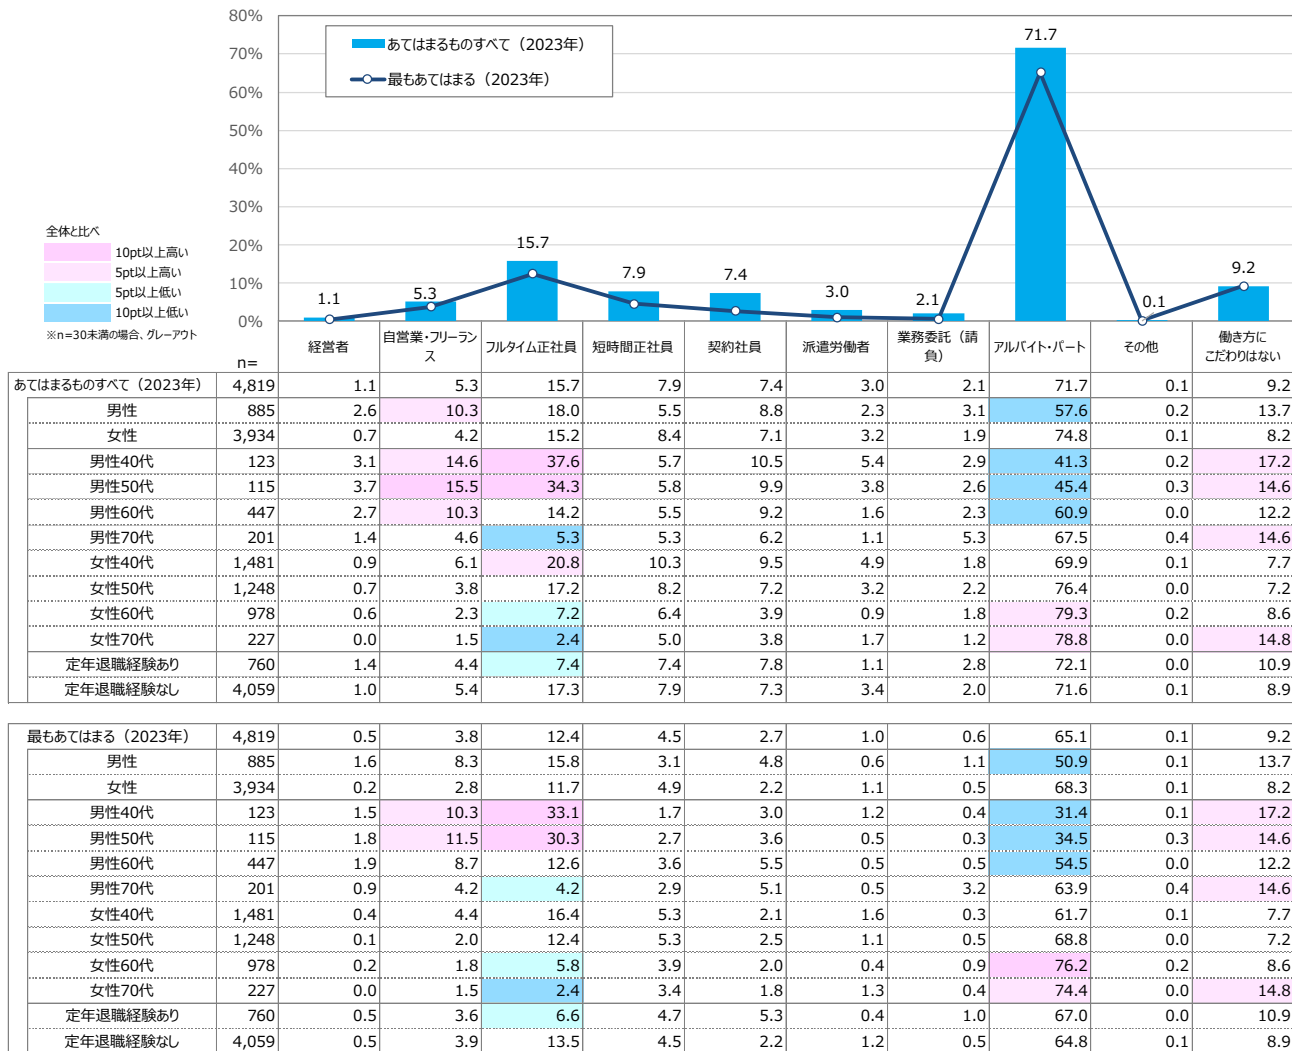 80%
70%
60%
50%
40%
30%
20%
10%
0%
あてはまるものすべて（2023年）
最もあてはまる（2023年）
1.1 5.3 15.7 7.9 7.4 3.0 2.1 71.7 0.1 9.2
全体と比べ
10pt以上高い
5pt以上高い
5pt以上低い
10pt以上低い
※n=30未満の場合、グレーアウト
n= 経営者 自営業・フリーランス フルタイム正社員 短時間正社員 契約社員 派遣労働者 業務委託（請負） アルバイト・パート その他 働き方にこだわりはない
あてはまるものすべて（2023年） 4,819 1.1 5.3 15.7 7.9 7.4 3.0 2.1 71.7 0.1 9.2
男性 885 2.6 10.3 18.0 5.5 8.8 2.3 3.1 57.6 0.2 13.7
女性 3,934 0.7 4.2 15.2 8.4 7.1 3.2 1.9 74.8 0.1 8.2
男性40代 123 3.1 14.6 37.6 5.7 10.5 5.4 2.9 41.3 0.2 17.2
男性50代 115 3.7 15.5 34.3 5.8 9.9 3.8 2.6 45.4 0.3 14.6
男性60代 447 2.7 10.3 14.2 5.5 9.2 1.6 2.3 60.9 0.0 12.2
男性70代 201 1.4 4.6 5.3 5.3 6.2 1.1 5.3 67.5 0.4 14.6
女性40代 1,481 0.9 6.1 20.8 10.3 9.5 4.9 1.8 69.9 0.1 7.7
女性50代 1,248 0.7 3.8 17.2 8.2 7.2 3.2 2.2 76.4 0.0 7.2
女性60代 978 0.6 2.3 7.2 6.4 3.9 0.9 1.8 79.3 0.2 8.6
女性70代 227 0.0 1.5 2.4 5.0 3.8 1.7 1.2 78.8 0.0 14.8
定年退職経験あり 760 1.4 4.4 7.4 7.4 7.8 1.1 2.8 72.1 0.0 10.9
定年退職経験なし 4,059 1.0 5.4 17.3 7.9 7.3 3.4 2.0 71.6 0.1 8.9
最もあてはまる（2023年） 4,819 0.5 3.8 12.4 4.5 2.7 1.0 0.6 65.1 0.1 9.2
男性 885 1.6 8.3 15.8 3.1 4.8 0.6 1.1 50.9 0.1 13.7
女性 3,934 0.2 2.8 11.7 4.9 2.2 1.1 0.5 68.3 0.1 8.2
男性40代 123 1.5 10.3 33.1 1.7 3.0 1.2 0.4 31.4 0.1 17.2
男性50代 115 1.8 11.5 30.3 2.7 3.6 0.5 0.3 34.5 0.3 14.6
男性60代 447 1.9 8.7 12.6 3.6 5.5 0.5 0.5 54.5 0.0 12.2
男性70代 201 0.9 4.2 4.2 2.9 5.1 0.5 3.2 63.9 0.4 14.6
女性40代 1,481 0.4 4.4 16.4 5.3 2.1 1.6 0.3 61.7 0.1 7.7
女性50代 1,248 0.1 2.0 12.4 5.3 2.5 1.1 0.5 68.8 0.0 7.2
女性60代 978 0.2 1.8 5.8 3.9 2.0 0.4 0.9 76.2 0.2 8.6
女性70代 227 0.0 1.5 2.4 3.4 1.8 1.3 0.4 74.4 0.0 14.8
定年退職経験あり 760 0.5 3.6 6.6 4.7 5.3 0.4 1.0 67.0 0.0 10.9
定年退職経験なし 4,059 0.5 3.9 13.5 4.5 2.2 1.2 0.5 64.8 0.1 8.9